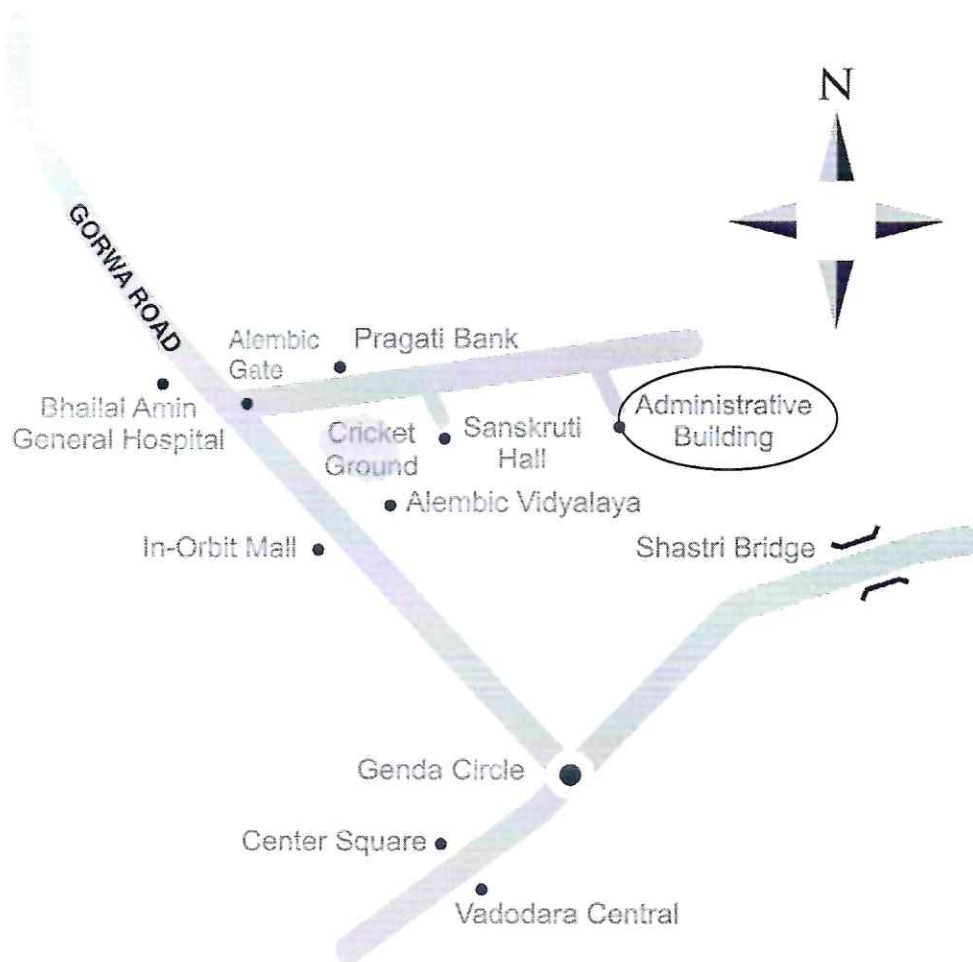 N
GORWA ROAD
Alembic
Gate
Pragati Bank
Bhailal Amin
General Hospital
Cricket
Ground
Sanskruti
Hall
Administrative
Building
Alembic Vidyalaya
In-Orbit Mall
Shastri Bridge
Genda Circle
Center Square
Vadodara Central